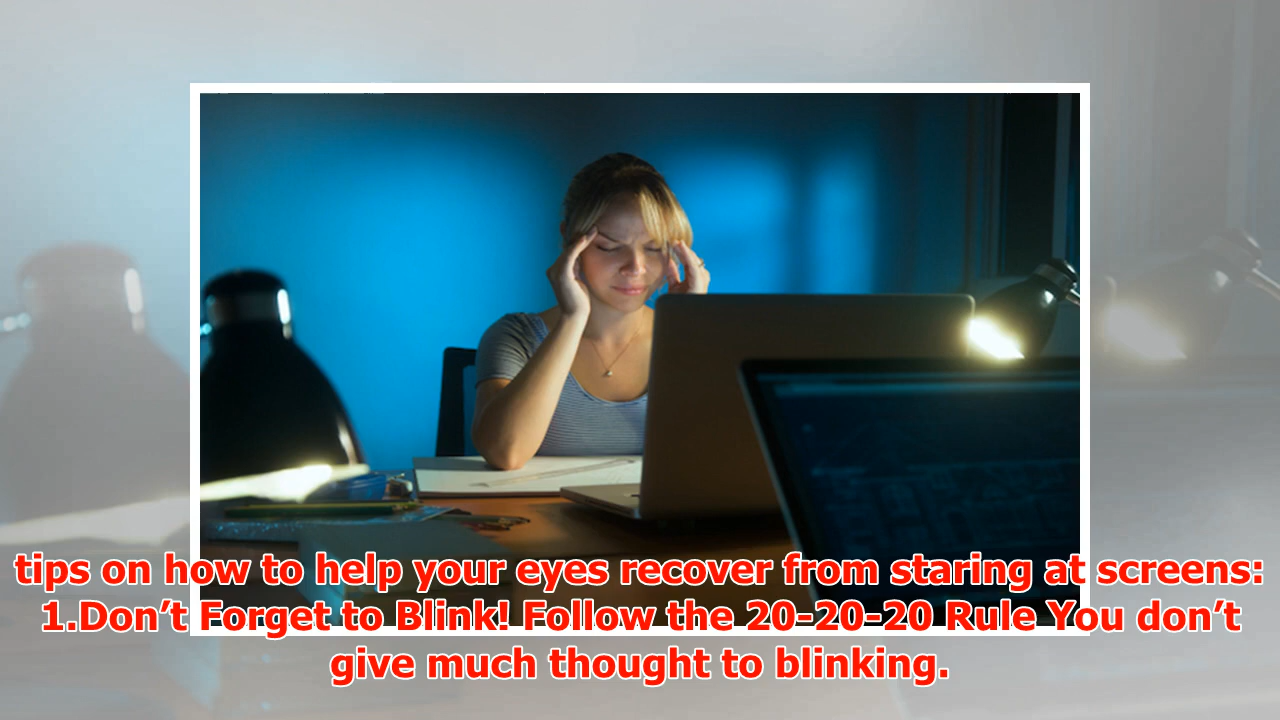 tips on how to help your eyes recover from staring at screens:
1.Don’t Forget to Blink! Follow the 20-20-20 Rule You don’t
give much thought to blinking.